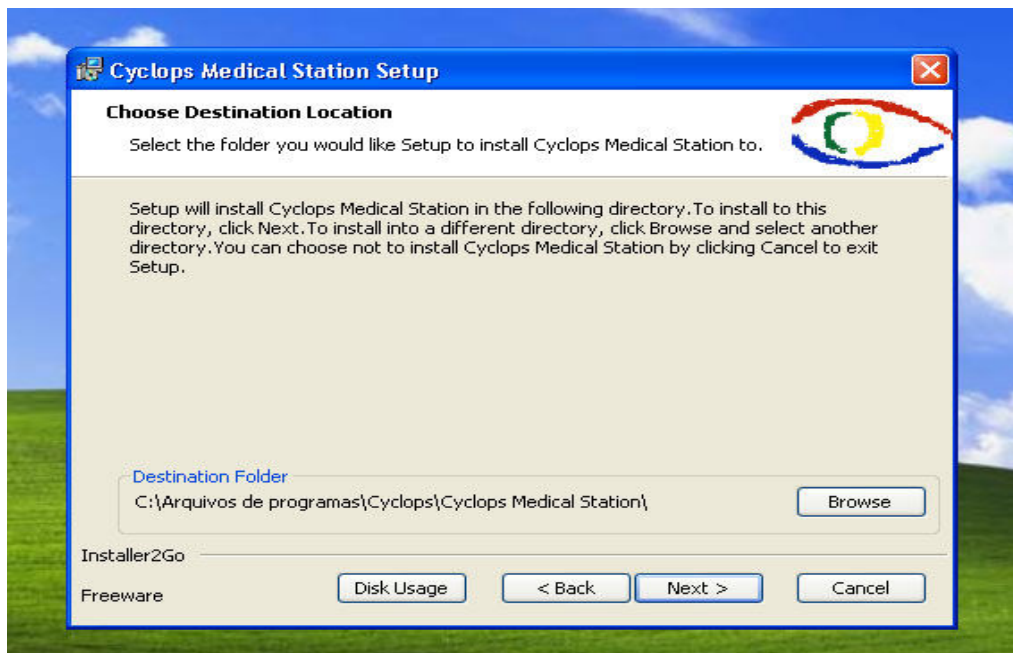 Cyclops Medical Station Setup
Choose Destination Location
Select the folder you would like Setup to install Cyclops Medical Station to.
Setup will install Cyclops Medical Station in the following directory.To install to this
directory, click Next.To install into a different directory, click Browse and select another
directory.You can choose not to install Cyclops Medical Station by clicking Cancel to exit
Setup.
Destination Folder
C:\Arquivos de programas\Cyclops\Cyclops Medical Station\
Browse
Installer2Go
Freeware
Disk Usage
< Back
Next >
Cancel